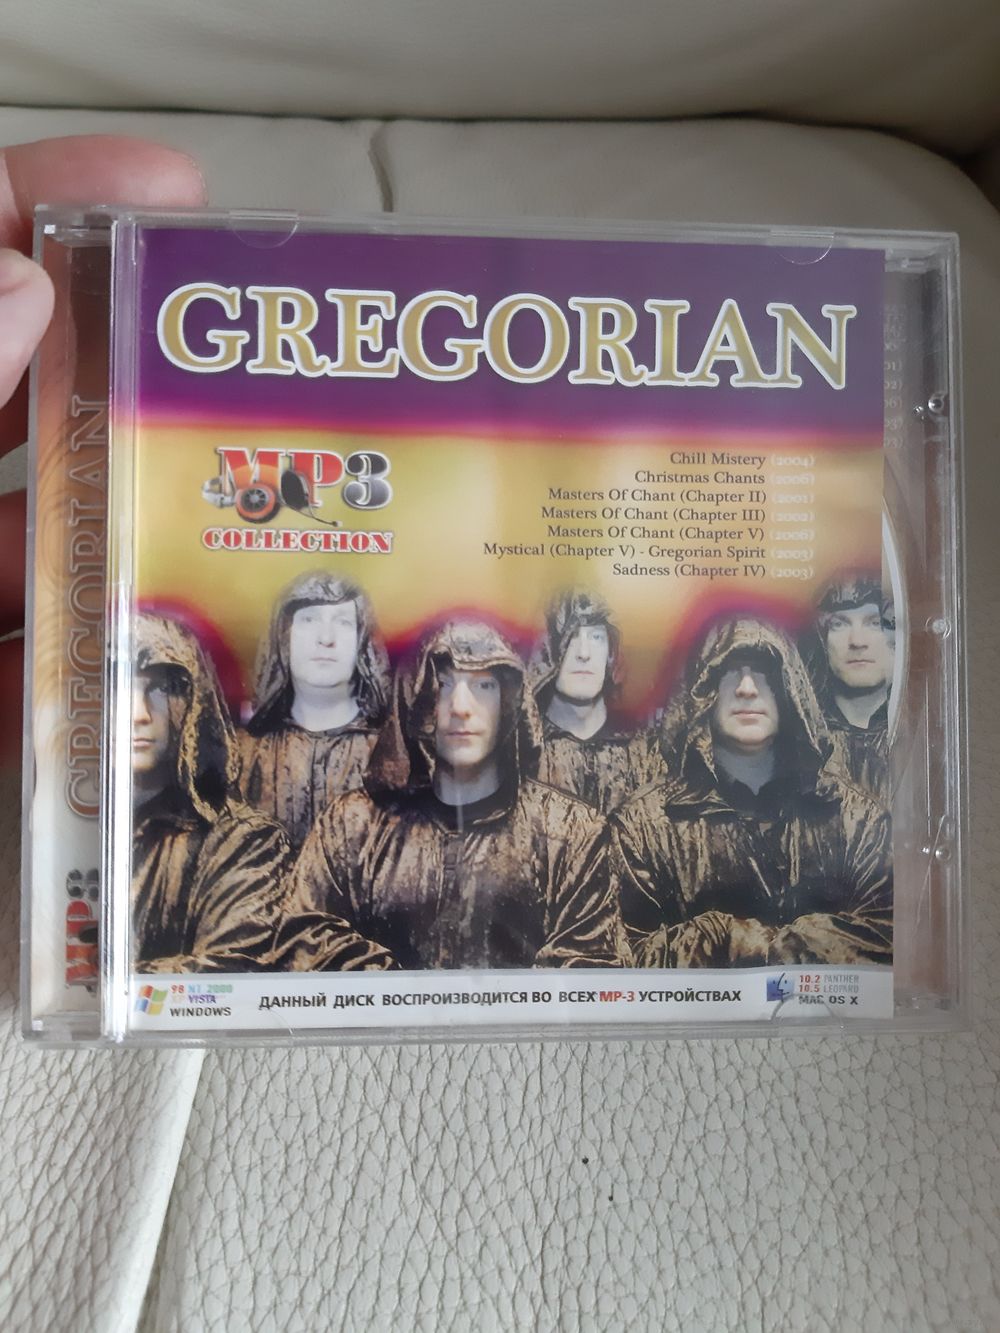 GREGORIAN
MP3
COLLECTION
Chill Mistery (2004)
Christmas Chants (2006)
Masters Of Chant (Chapter II) (2001)
Masters Of Chant (Chapter III) (2002)
Masters Of Chant (Chapter V) (2006)
Mystical (Chapter V) - Gregorian Spirit (2003)
Sadness (Chapter IV) (2003)
98 NT 2000
XP VISTA
WINDOWS
ДАННЫЙ ДИСК ВОСПРОИЗВОДИТСЯ ВО ВСЕХ MP-3 УСТРОЙСТВАХ
10.2 PANTHER
10.5 LEOPARD
MAC OS X
GREGORIAN
MP3